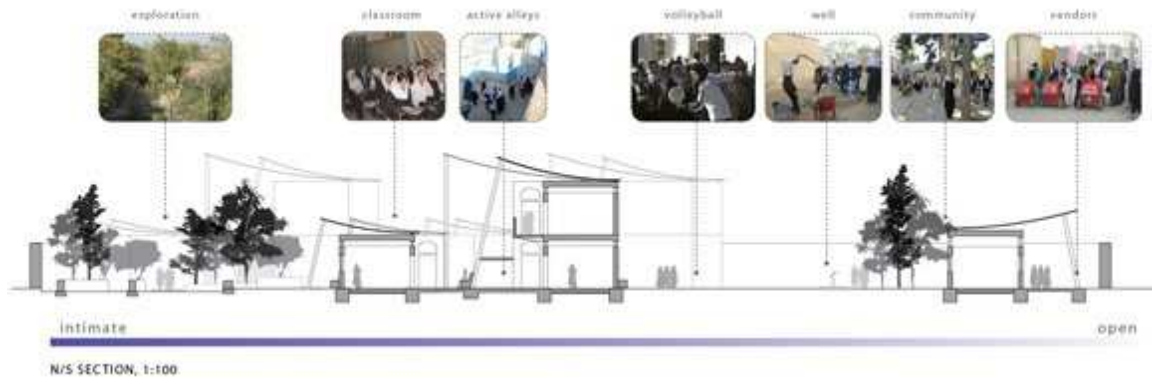 exploration classroom active alleys volleyball well community vendors
intimate open
N/S SECTION, 1:100